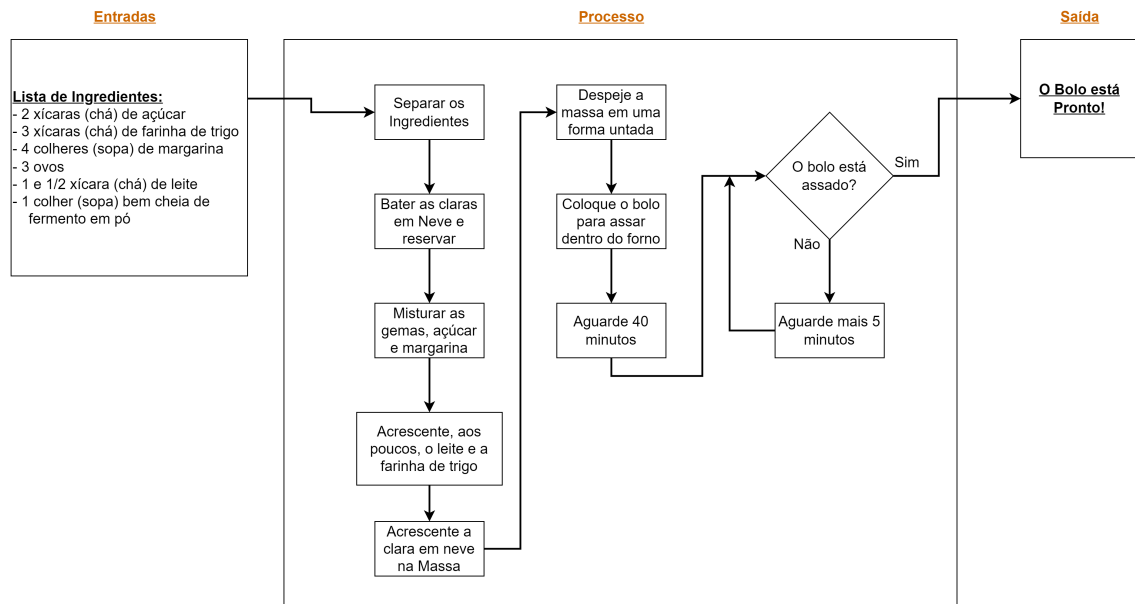 Entradas
Processo
Saída
Lista de Ingredientes:
- 2 xícaras (chá) de açúcar
- 3 xícaras (chá) de farinha de trigo
- 4 colheres (sopa) de margarina
- 3 ovos
- 1 e 1/2 xícara (chá) de leite
- 1 colher (sopa) bem cheia de
fermento em pó
Separar os
Ingredientes
Bater as claras
em Neve e
reservar
Misturar as
gemas, açúcar
e margarina
Acrescente, aos
poucos, o leite e a
farinha de trigo
Acrescente a
clara em neve
na Massa
Despeje a
massa em uma
forma untada
Coloque o bolo
para assar
dentro do forno
Aguarde 40
minutos
O bolo está
assado?
Sim
Não
Aguarde mais 5
minutos
O Bolo está
Pronto!